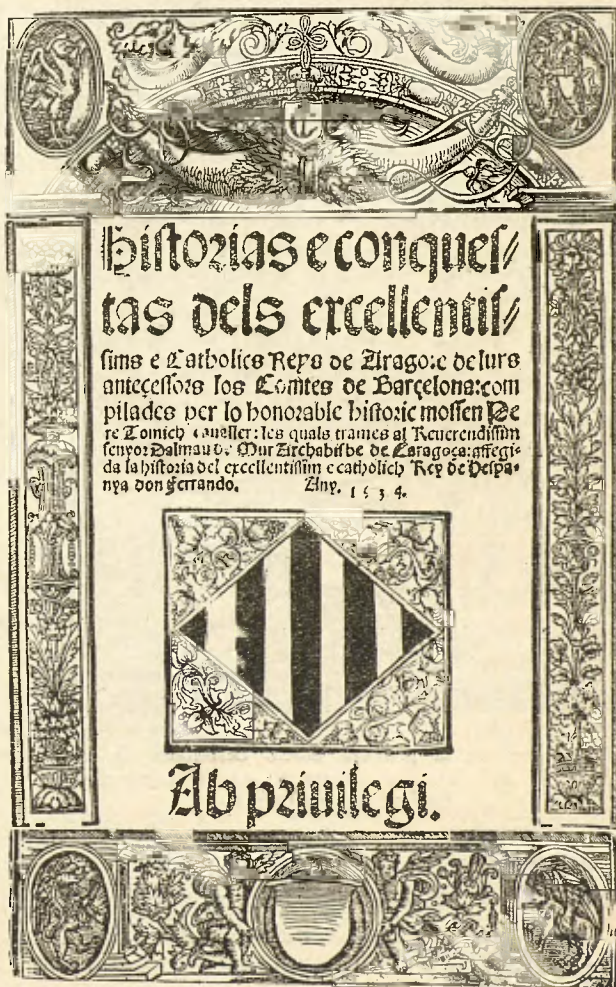 Historias e conques/
tas dels excellentis/
sims e Catholics Reys de Arago:e de lurs
antecessors los Comtes de Barçelona:com
pilades per lo honorable historic mossen Pe
re Tomich caualler: les quals trames al Reuerendissim
senyor Dalmau de Mur Archabisbe de Caragoça: affegi-
da la historia del excellentissim e catholich Rey de Hespa-
nya don Ferrando. Any. 1534.
Ab priuilegi.